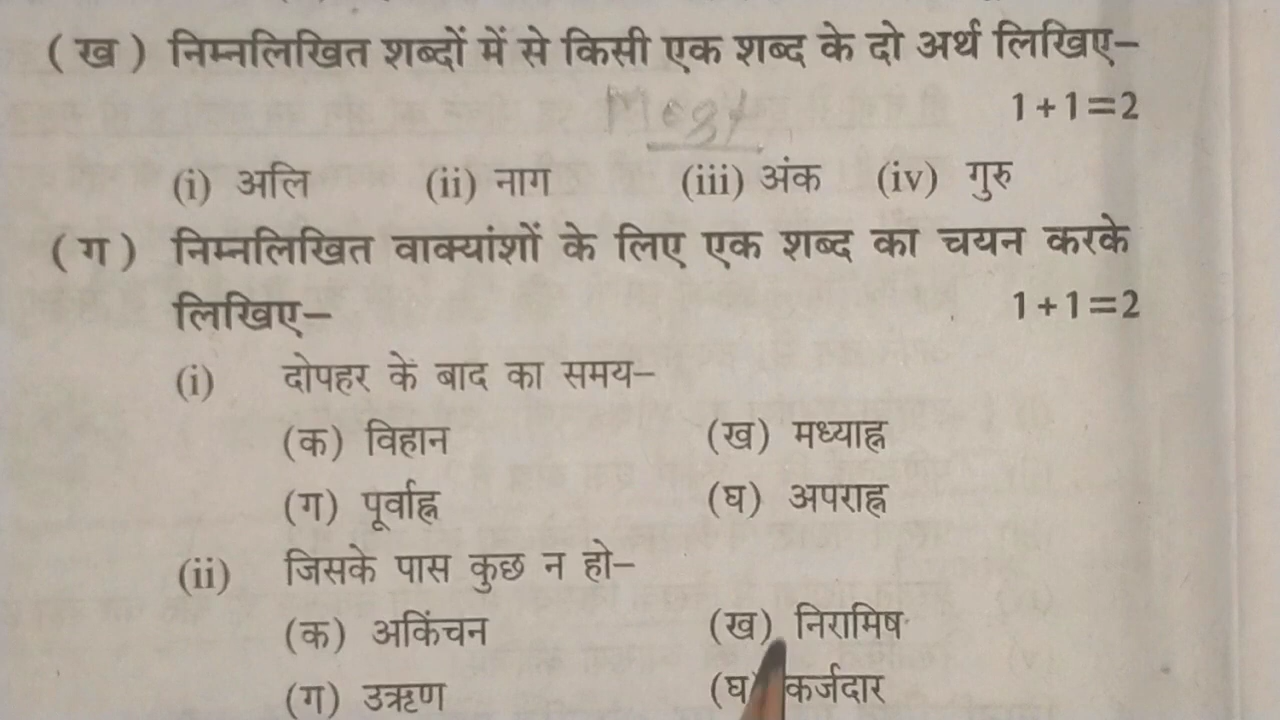 ( ख ) निम्नलिखित शब्दों में से किसी एक शब्द के दो अर्थ लिखिए–
1+1=2
(i) अलि (ii) नाग (iii) अंक (iv) गुरु
( ग ) निम्नलिखित वाक्यांशों के लिए एक शब्द का चयन करके
लिखिए– 1+1=2
(i) दोपहर के बाद का समय–
(क) विहान (ख) मध्याह्न
(ग) पूर्वाह्न (घ) अपराह्न
(ii) जिसके पास कुछ न हो–
(क) अकिंचन (ख) निरामिष
(ग) उऋण (घ) कर्जदार